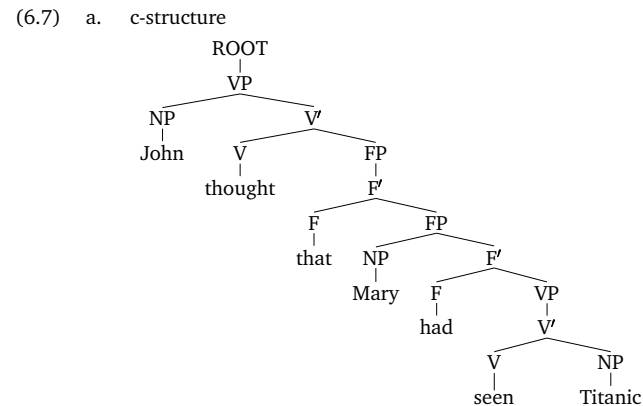 (6.7) a. c-structure
ROOT
VP
NP V′
John V FP
thought F′
F FP
that NP F′
Mary F VP
had V′
V NP
seen Titanic